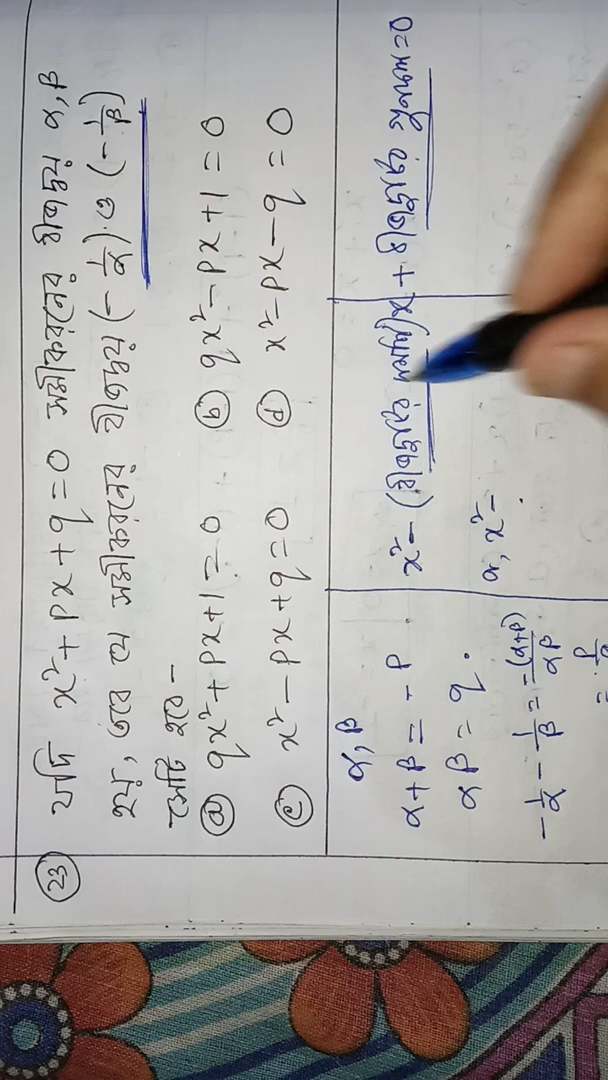 (23) যদি x² + px + q = 0 সমীকরণের বীজদ্বয় α, β
হয়, তবে যে সমীকরণের বীজদ্বয় (-1/α) ও (-1/β)
সেটি হল -
(a) qx² + px + 1 = 0 (b) qx² - px + 1 = 0
(c) x² - px + q = 0 (d) x² - px - q = 0
α, β
α + β = -p
αβ = q.
-1/α - 1/β = -(α+β)/αβ
= p/q
x² - (বীজদ্বয়ের সমষ্টি)x + বীজদ্বয়ের গুণফল = 0
বা, x² -